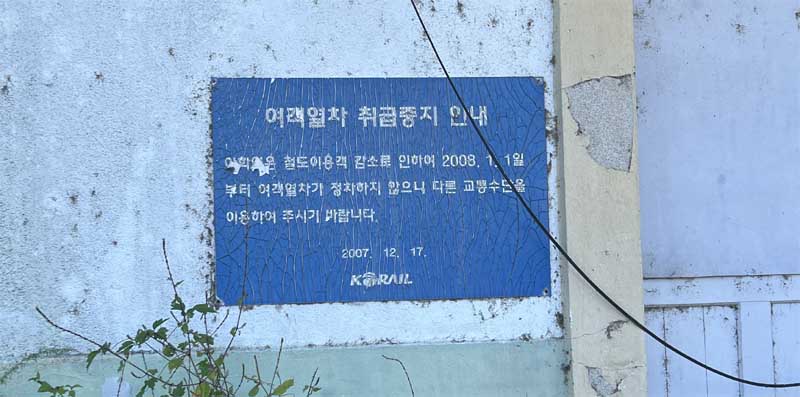 여객열차 취급중지 안내
철도이용객 감소로 인하여 2008. 1. 1일
부터 여객열차가 정차하지 않으니 다른 교통수단을
이용하여 주시기 바랍니다.
2007. 12. 17.
KORAIL